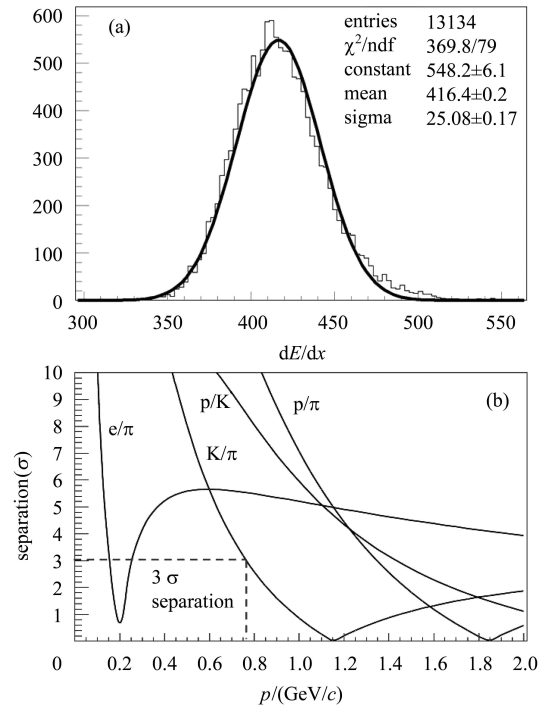 (a)
entries 13134
χ²/ndf 369.8/79
constant 548.2±6.1
mean 416.4±0.2
sigma 25.08±0.17
600
500
400
300
200
100
0
300 350 400 450 500 550
dE/dx
(b)
10
9
8
7
6
5
4
3
2
1
0
separation(σ)
e/π
K/π
p/K
p/π
3 σ
separation
0.2 0.4 0.6 0.8 1.0 1.2 1.4 1.6 1.8 2.0
p/(GeV/c)